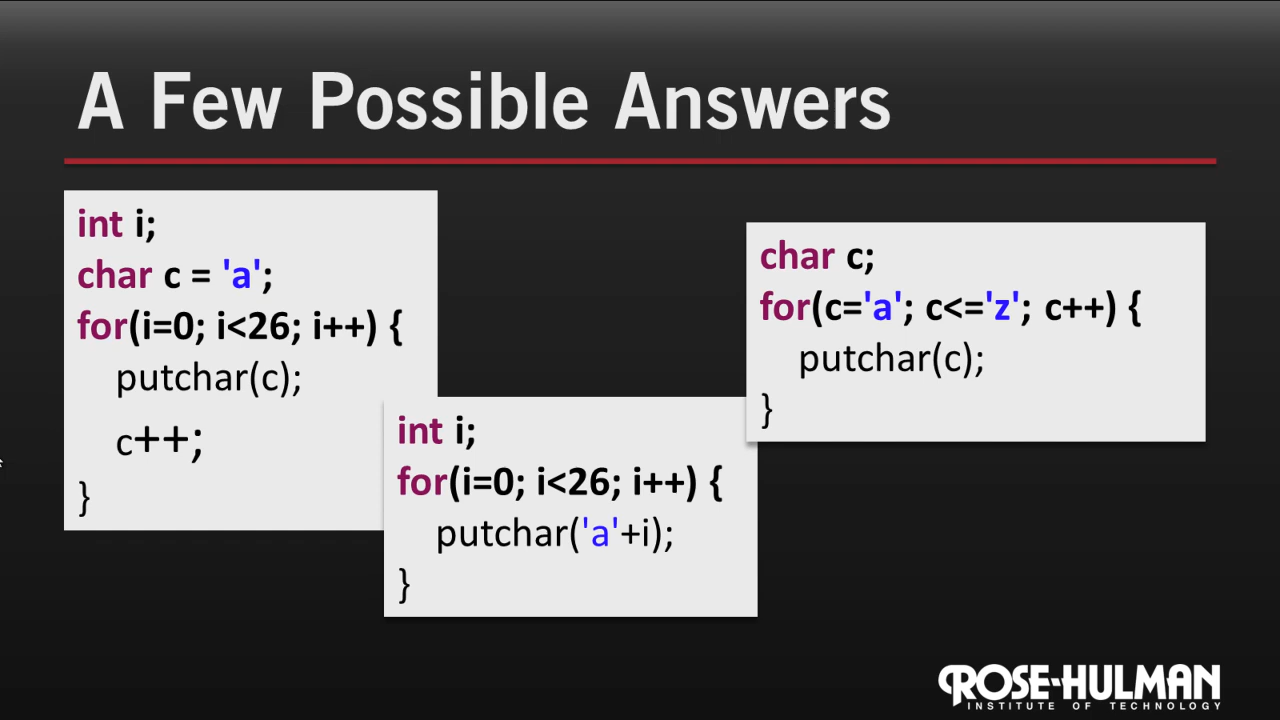 A Few Possible Answers
int i;
char c = 'a';
for(i=0; i<26; i++) {
putchar(c);
c++;
}
int i;
for(i=0; i<26; i++) {
putchar('a'+i);
}
char c;
for(c='a'; c<='z'; c++) {
putchar(c);
}
ROSE-HULMAN
INSTITUTE OF TECHNOLOGY